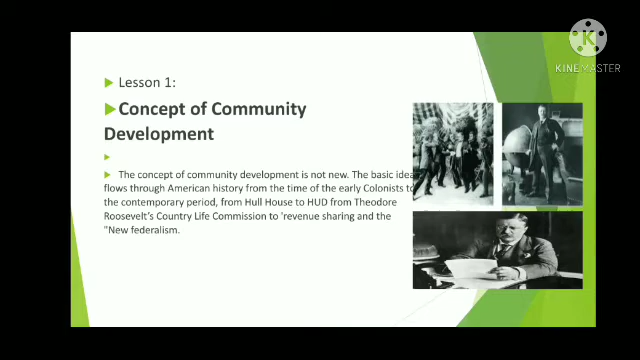 K
KINEMASTER
Lesson 1:
Concept of Community
Development
The concept of community development is not new. The basic idea
flows through American history from the time of the early Colonists to
the contemporary period, from Hull House to HUD from Theodore
Roosevelt's Country Life Commission to 'revenue sharing and the
"New federalism.